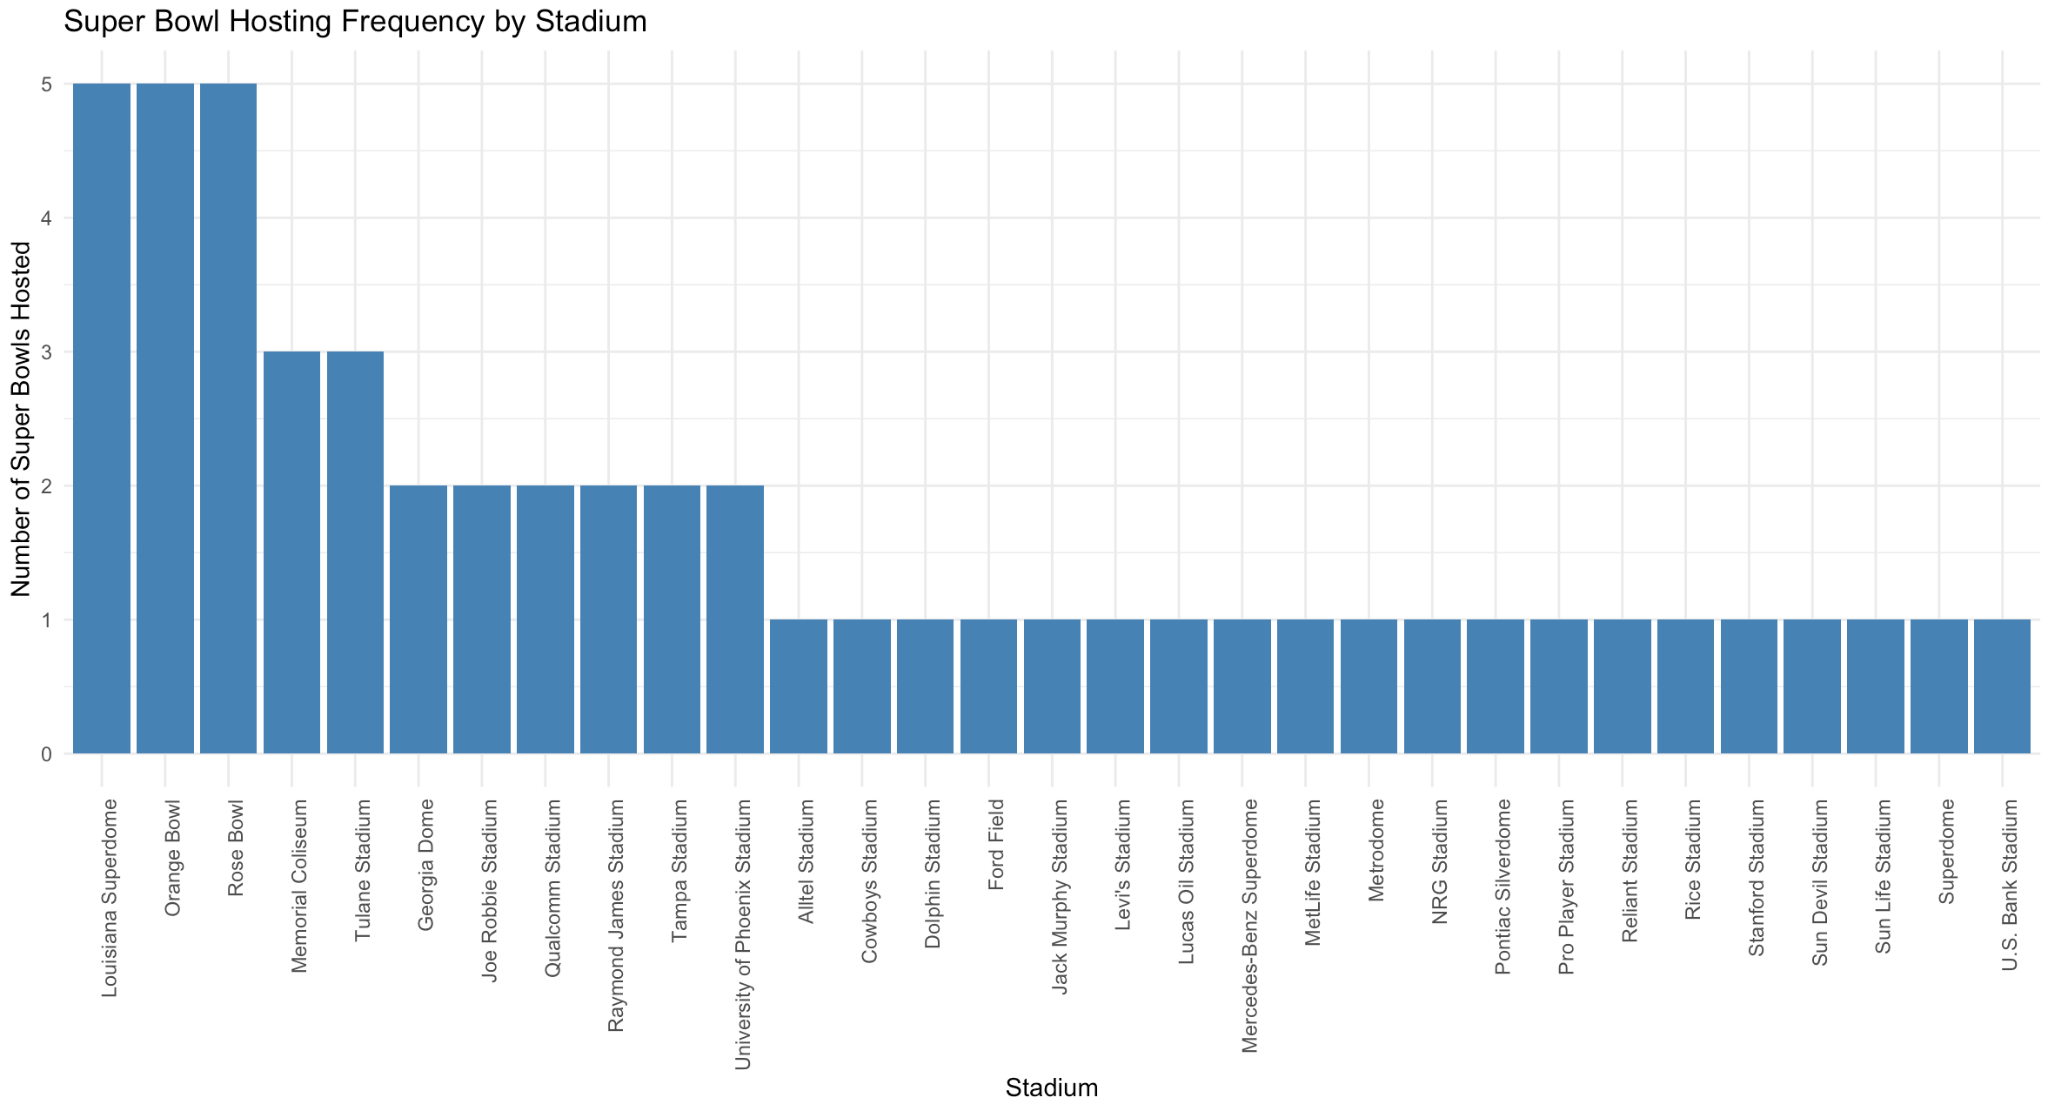 Super Bowl Hosting Frequency by Stadium
Number of Super Bowls Hosted
5
4
3
2
1
0
Louisiana Superdome
Orange Bowl
Rose Bowl
Memorial Coliseum
Tulane Stadium
Georgia Dome
Joe Robbie Stadium
Qualcomm Stadium
Raymond James Stadium
Tampa Stadium
University of Phoenix Stadium
Alltel Stadium
Cowboys Stadium
Dolphin Stadium
Ford Field
Jack Murphy Stadium
Levi's Stadium
Lucas Oil Stadium
Mercedes-Benz Superdome
MetLife Stadium
Metrodome
NRG Stadium
Pontiac Silverdome
Pro Player Stadium
Reliant Stadium
Rice Stadium
Stanford Stadium
Sun Devil Stadium
Sun Life Stadium
Superdome
U.S. Bank Stadium
Stadium